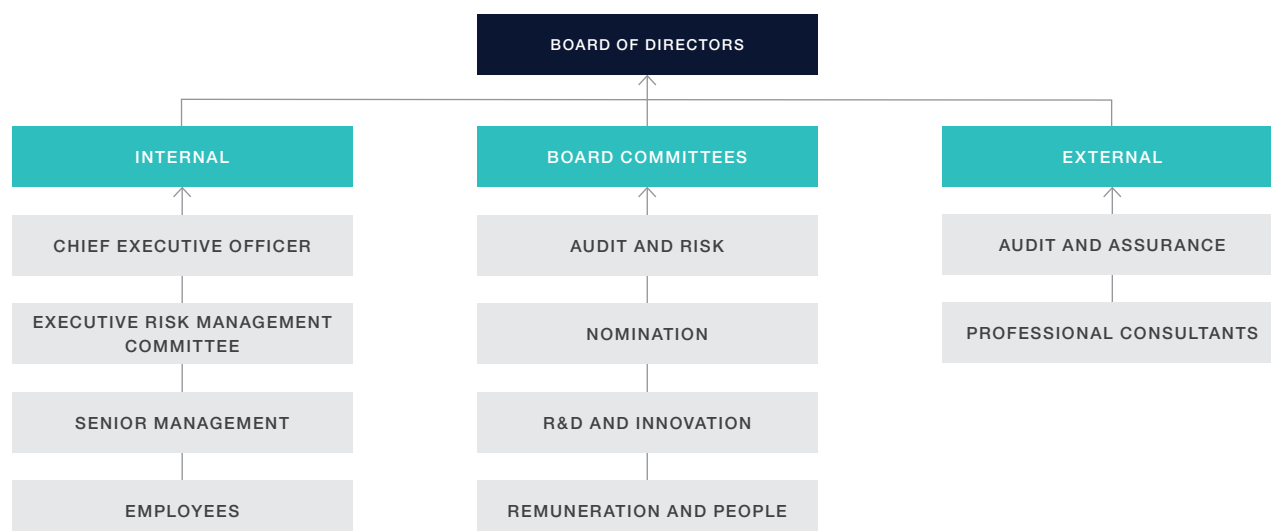 BOARD OF DIRECTORS
INTERNAL
BOARD COMMITTEES
EXTERNAL
CHIEF EXECUTIVE OFFICER
AUDIT AND RISK
AUDIT AND ASSURANCE
EXECUTIVE RISK MANAGEMENT
COMMITTEE
NOMINATION
PROFESSIONAL CONSULTANTS
SENIOR MANAGEMENT
R&D AND INNOVATION
EMPLOYEES
REMUNERATION AND PEOPLE